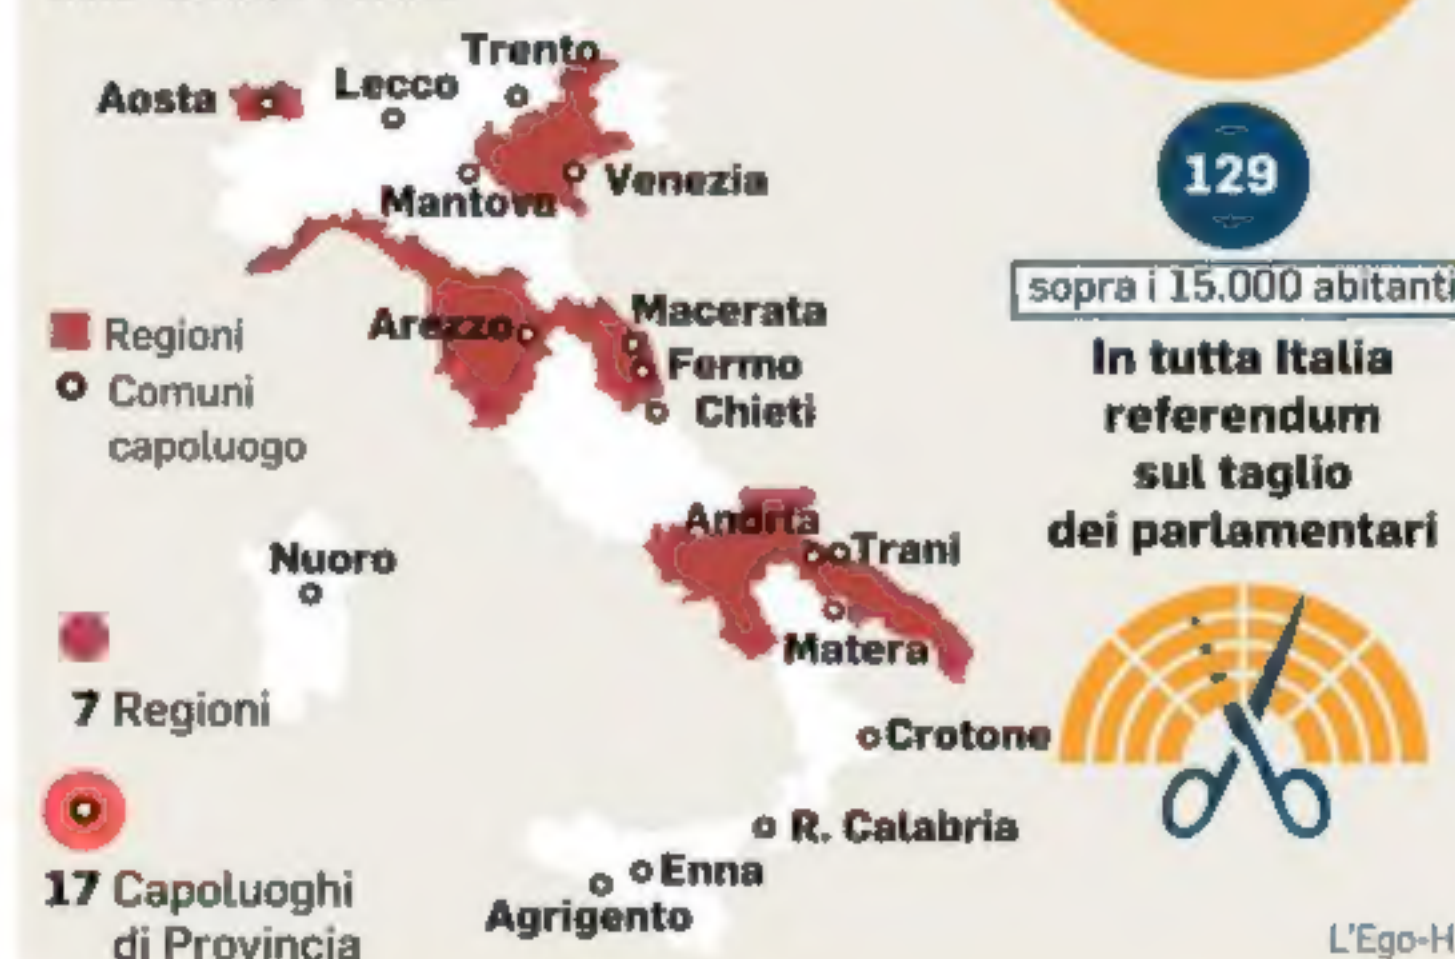 Trento
Lecco
Aosta
Venezia
Mantova
129
sopra i 15.000 abitanti
Macerata
Arezzo
Fermo
Chieti
Regioni
Comuni
capoluogo
In tutta Italia
referendum
sul taglio
dei parlamentari
Andria
Trani
Nuoro
Matera
7 Regioni
Crotone
R. Calabria
Enna
Agrigento
17 Capoluoghi
di Provincia
L'Ego-H